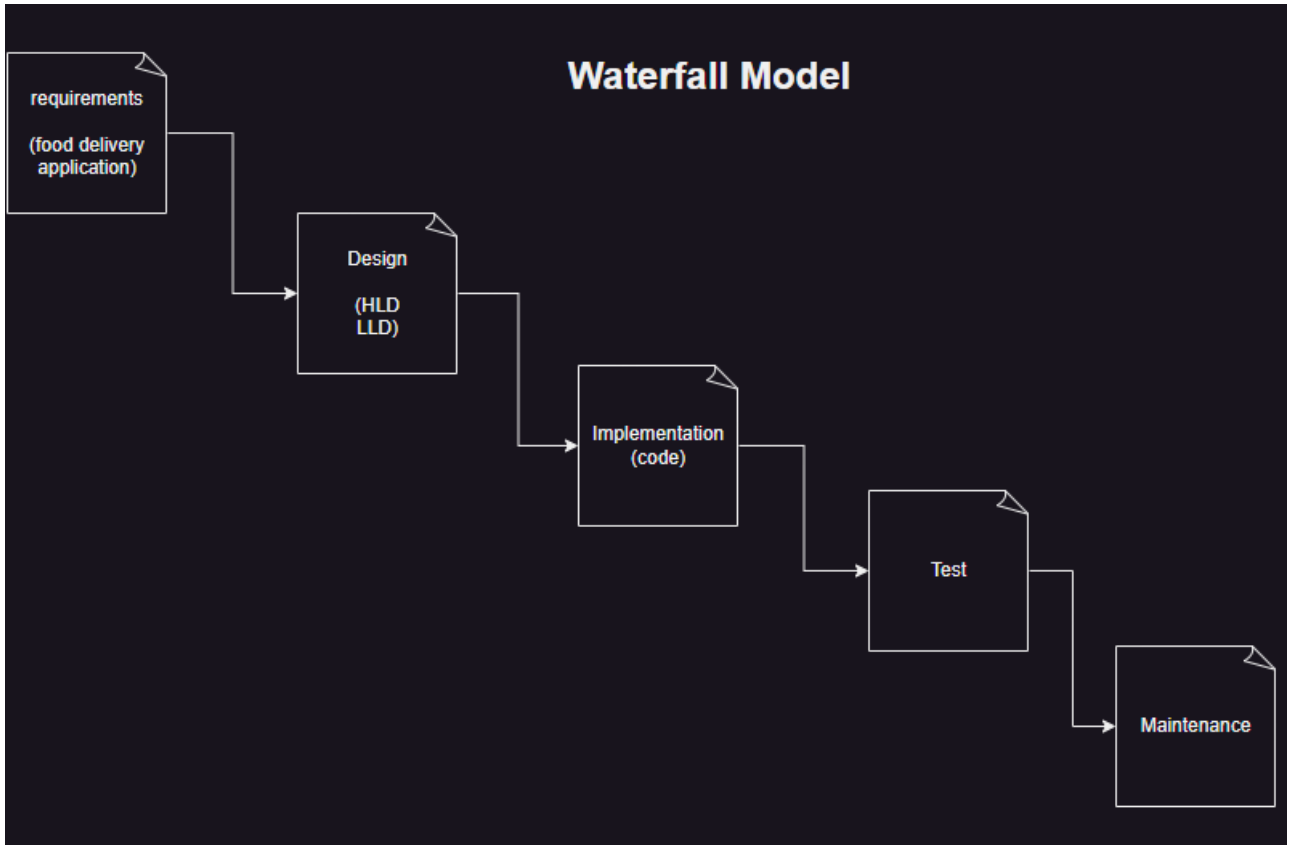 Waterfall Model
requirements
(food delivery
application)
Design
(HLD
LLD)
Implementation
(code)
Test
Maintenance